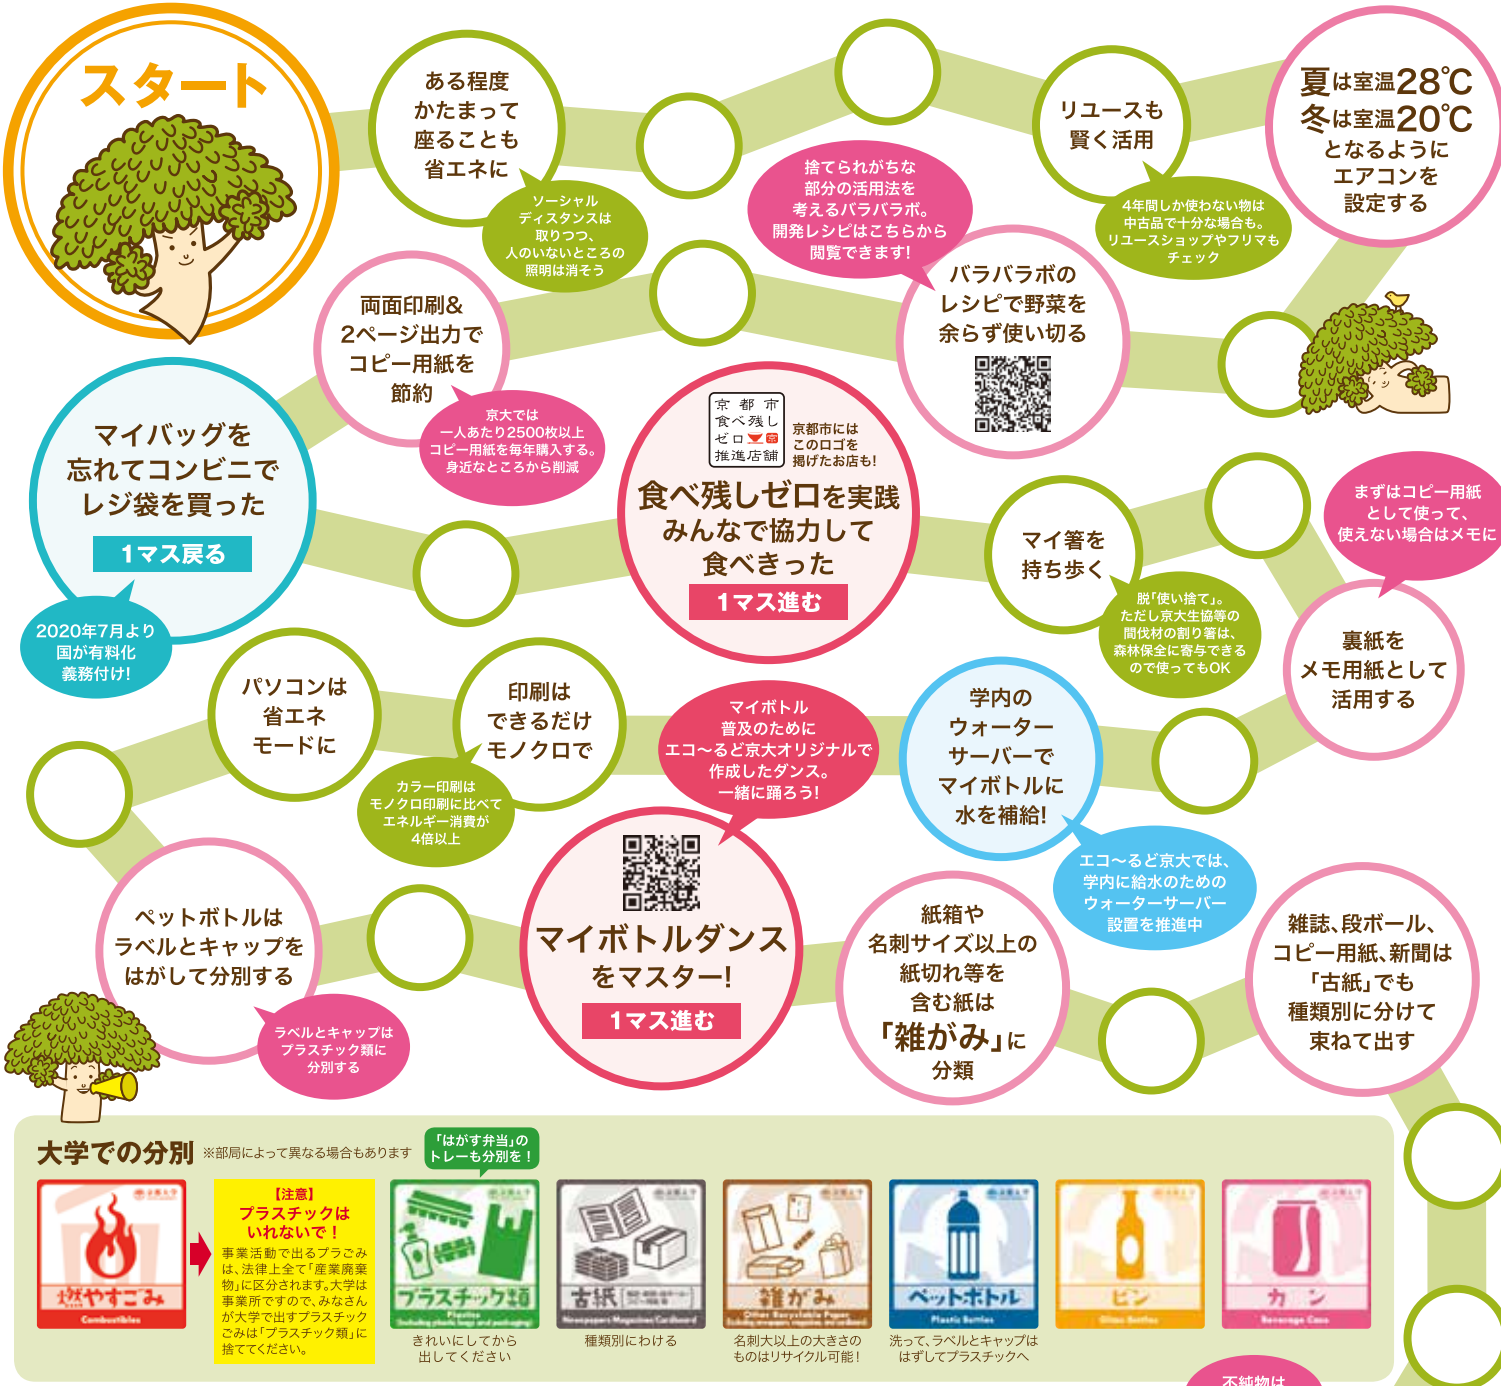 スタート
ある程度
かたまって
座ることも
省エネに
ソーシャル
ディスタンスは
取りつつ、
人のいないところの
照明は消そう
リユースも
賢く活用
4年間しか使わない物は
中古品で十分な場合も。
リユースショップやフリマも
チェック
夏は室温28℃
冬は室温20℃
となるように
エアコンを
設定する
捨てられがちな
部分の活用法を
考えるバラバラボ。
開発レシピはこちらから
閲覧できます!
バラバラボの
レシピで野菜を
余らず使い切る
両面印刷&
2ページ出力で
コピー用紙を
節約
京大では
一人あたり2500枚以上
コピー用紙を毎年購入する。
身近なところから削減
マイバッグを
忘れてコンビニで
レジ袋を買った
1マス戻る
2020年7月より
国が有料化
義務付け!
京都市
食べ残し
ゼロ
推進店舗
京都市には
このロゴを
掲げたお店も!
食べ残しゼロを実践
みんなで協力して
食べきった
1マス進む
マイ箸を
持ち歩く
脱「使い捨て」。
ただし京大生協等の
間伐材の割り箸は、
森林保全に寄与できる
ので使ってもOK
まずはコピー用紙
として使って、
使えない場合はメモに
裏紙を
メモ用紙として
活用する
学内の
ウォーター
サーバーで
マイボトルに
水を補給!
エコ〜るど京大では、
学内に給水のための
ウォーターサーバー
設置を推進中
マイボトル
普及のために
エコ〜るど京大オリジナルで
作成したダンス。
一緒に踊ろう!
印刷は
できるだけ
モノクロで
カラー印刷は
モノクロ印刷に比べて
エネルギー消費が
4倍以上
パソコンは
省エネ
モードに
ペットボトルは
ラベルとキャップを
はがして分別する
ラベルとキャップは
プラスチック類に
分別する
マイボトルダンス
をマスター!
1マス進む
紙箱や
名刺サイズ以上の
紙切れ等を
含む紙は
「雑がみ」に
分類
雑誌、段ボール、
コピー用紙、新聞は
「古紙」でも
種類別に分けて
束ねて出す
大学での分別 ※部局によって異なる場合もあります
「はがす弁当」の
トレーも分別を!
燃やすごみ
Combustibles
【注意】
プラスチックは
いれないで!
事業活動で出るプラごみ
は、法律上全て「産業廃棄
物」に区分されます。大学は
事業所ですので、みなさん
が大学で出すプラスチック
ごみは「プラスチック類」に
捨ててください。
プラスチック類
Plastics
(including plastic bags and packaging)
きれいにしてから
出してください
古紙
Newspapers Magazines Cardboard
種類別にわける
雑がみ
Other Recyclable Paper
名刺大以上の大きさの
ものはリサイクル可能!
ペットボトル
Plastic Bottles
洗って、ラベルとキャップは
はずしてプラスチックへ
ビン
Glass Bottles
カン
Beverage Cans
不純物は